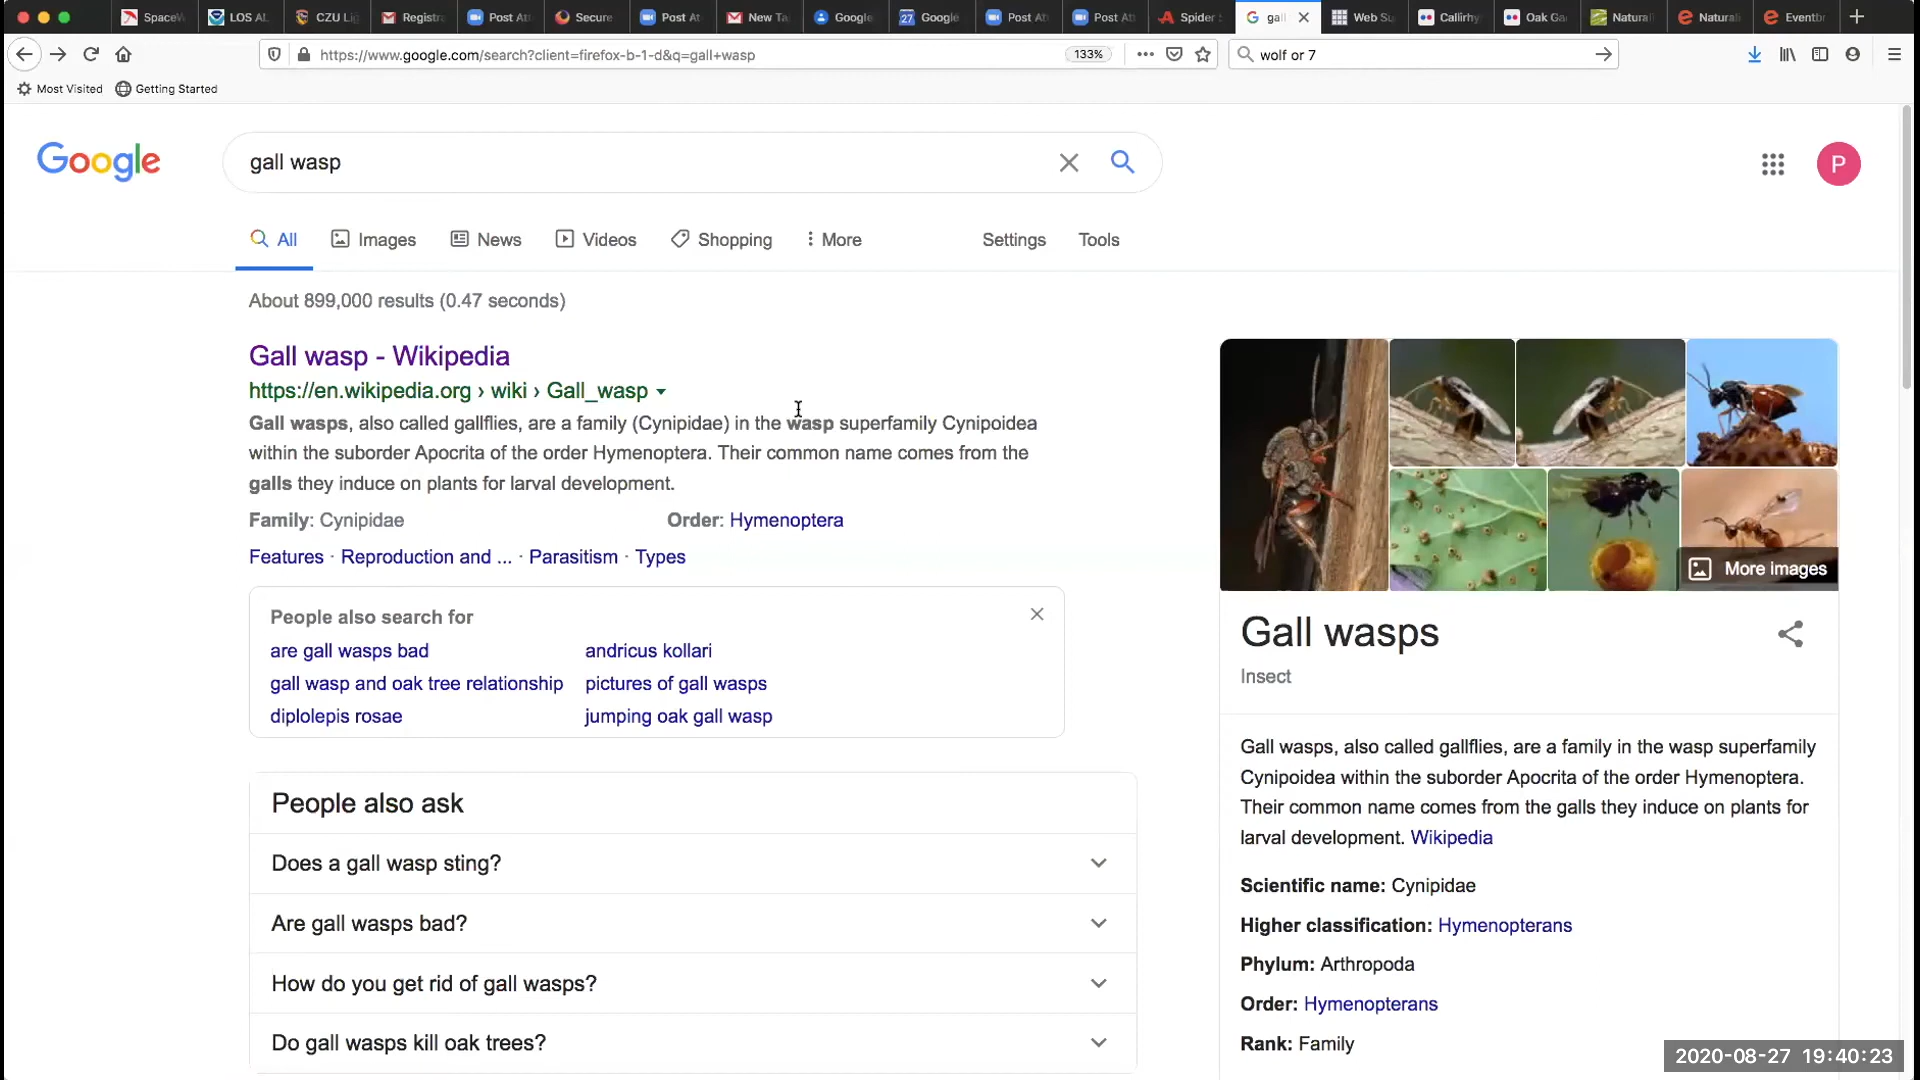 SpaceW
LOS AL
CZU Lig
Registra
Post Att
Secure
Post Att
New Ta
Google
27
Google
Post Att
Post Att
Spider
gall
Web Su
Callirhy
Oak Ga
Natural
Natural
Eventbr
https://www.google.com/search?client=firefox-b-1-d&q=gall+wasp
133%
wolf or 7
Most Visited
Getting Started
Google
gall wasp
P
All
Images
News
Videos
Shopping
More
Settings
Tools
About 899,000 results (0.47 seconds)
Gall wasp - Wikipedia
https://en.wikipedia.org › wiki › Gall_wasp
Gall wasps, also called gallflies, are a family (Cynipidae) in the wasp superfamily Cynipoidea
within the suborder Apocrita of the order Hymenoptera. Their common name comes from the
galls they induce on plants for larval development.
Family: Cynipidae
Order: Hymenoptera
Features · Reproduction and ... · Parasitism · Types
People also search for
are gall wasps bad
andricus kollari
gall wasp and oak tree relationship
pictures of gall wasps
diplolepis rosae
jumping oak gall wasp
People also ask
Does a gall wasp sting?
Are gall wasps bad?
How do you get rid of gall wasps?
Do gall wasps kill oak trees?
More images
Gall wasps
Insect
Gall wasps, also called gallflies, are a family in the wasp superfamily
Cynipoidea within the suborder Apocrita of the order Hymenoptera.
Their common name comes from the galls they induce on plants for
larval development. Wikipedia
Scientific name: Cynipidae
Higher classification: Hymenopterans
Phylum: Arthropoda
Order: Hymenopterans
Rank: Family
2020-08-27 19:40:23